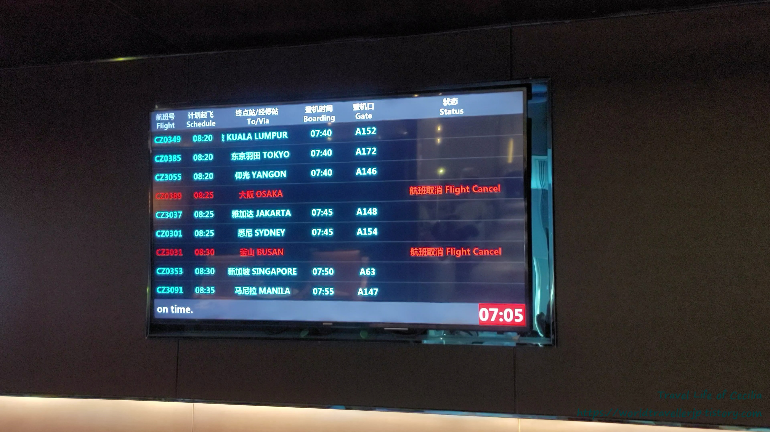 航班号 计划起飞 终点站/经停站 登机时间 登机口 状态
Flight Schedule To/Via Boarding Gate Status
CZ0349 08:20 KUALA LUMPUR 07:40 A152
CZ0385 08:20 东京羽田 TOKYO 07:40 A172
CZ3055 08:20 仰光 YANGON 07:40 A146
08:25 大阪 OSAKA 航班取消 Flight Cancel
CZ3037 08:25 雅加达 JAKARTA 07:45 A148
CZ0301 08:25 悉尼 SYDNEY 07:45 A154
CZ3031 08:30 釜山 BUSAN 航班取消 Flight Cancel
CZ0353 08:30 新加坡 SINGAPORE 07:50 A63
CZ3091 08:35 马尼拉 MANILA 07:55 A147
on time. 07:05